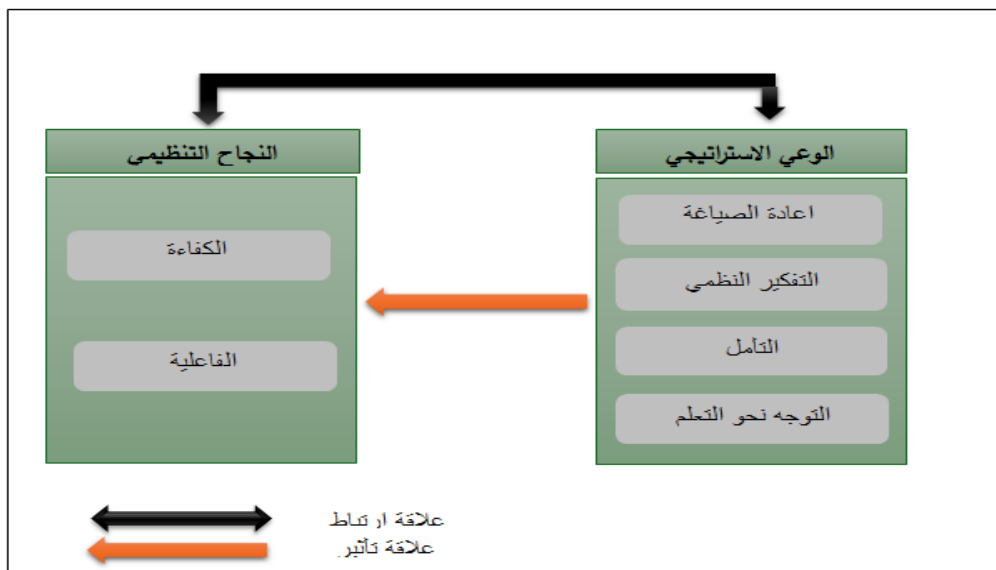 الوعي الاستراتيجي
اعادة الصياغة
التفكير النظمي
التأمل
التوجه نحو التعلم
النجاح التنظيمي
الكفاءة
الفاعلية
علاقة ارتباط
علاقة تأثير